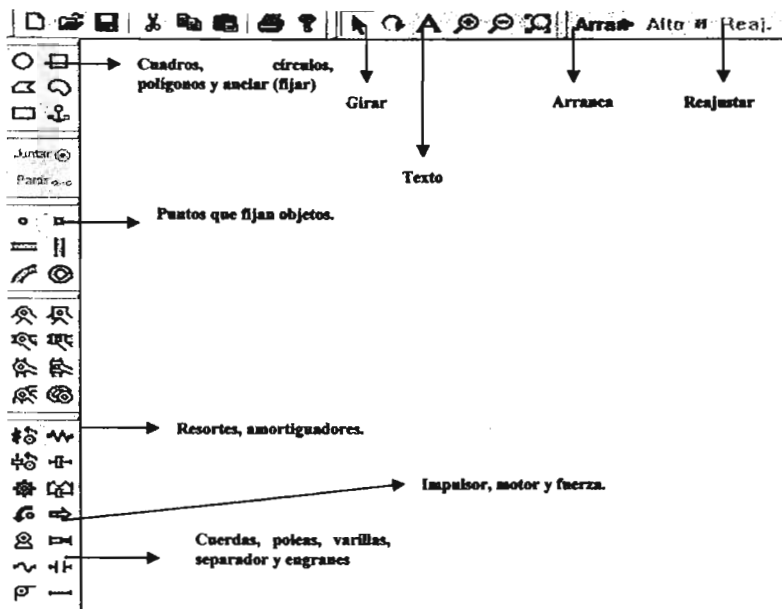 Arran Alto Reaj.
Cuadros, círculos,
polígonos y anclar (fijar)
Girar
Arranca
Reajustar
Juntar
Partir
Texto
Puntos que fijan objetos.
Resortes, amortiguadores.
Impulsor, motor y fuerza.
Cuerdas, poleas, varillas,
separador y engranes